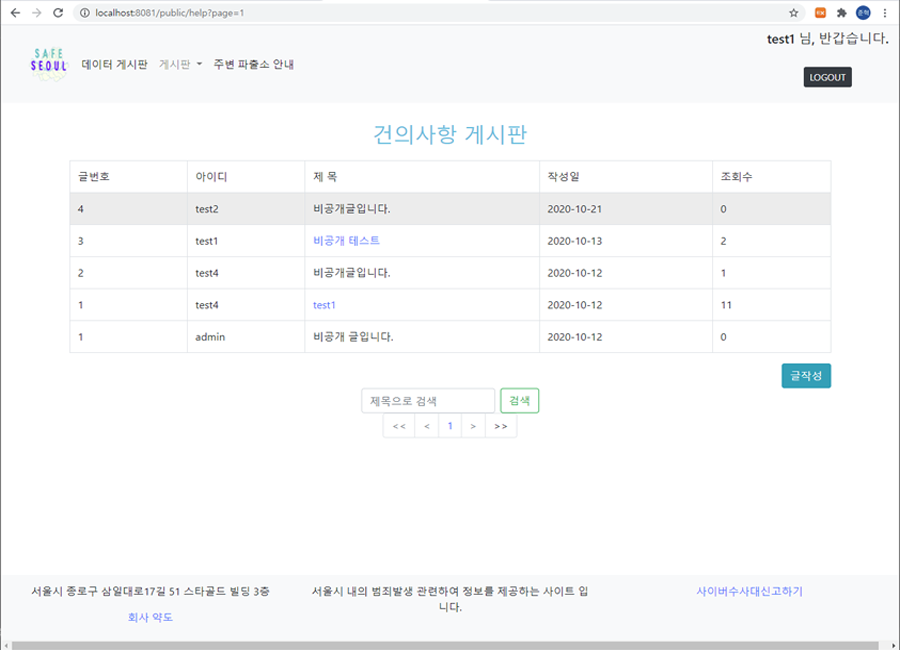 localhost:8081/public/help?page=1
test1 님, 반갑습니다.
SAFE
SEOUL
데이터 게시판 게시판 주변 파출소 안내
LOGOUT
건의사항 게시판
글번호 아이디 제 목 작성일 조회수
4 test2 비공개글입니다. 2020-10-21 0
3 test1 비공개 테스트 2020-10-13 2
2 test4 비공개글입니다. 2020-10-12 1
1 test4 test1 2020-10-12 11
1 admin 비공개 글입니다. 2020-10-12 0
글작성
제목으로 검색 검색
<< < 1 > >>
서울시 종로구 삼일대로17길 51 스타골드 빌딩 3층
회사 약도
서울시 내의 범죄발생 관련하여 정보를 제공하는 사이트 입
니다.
사이버수사대신고하기